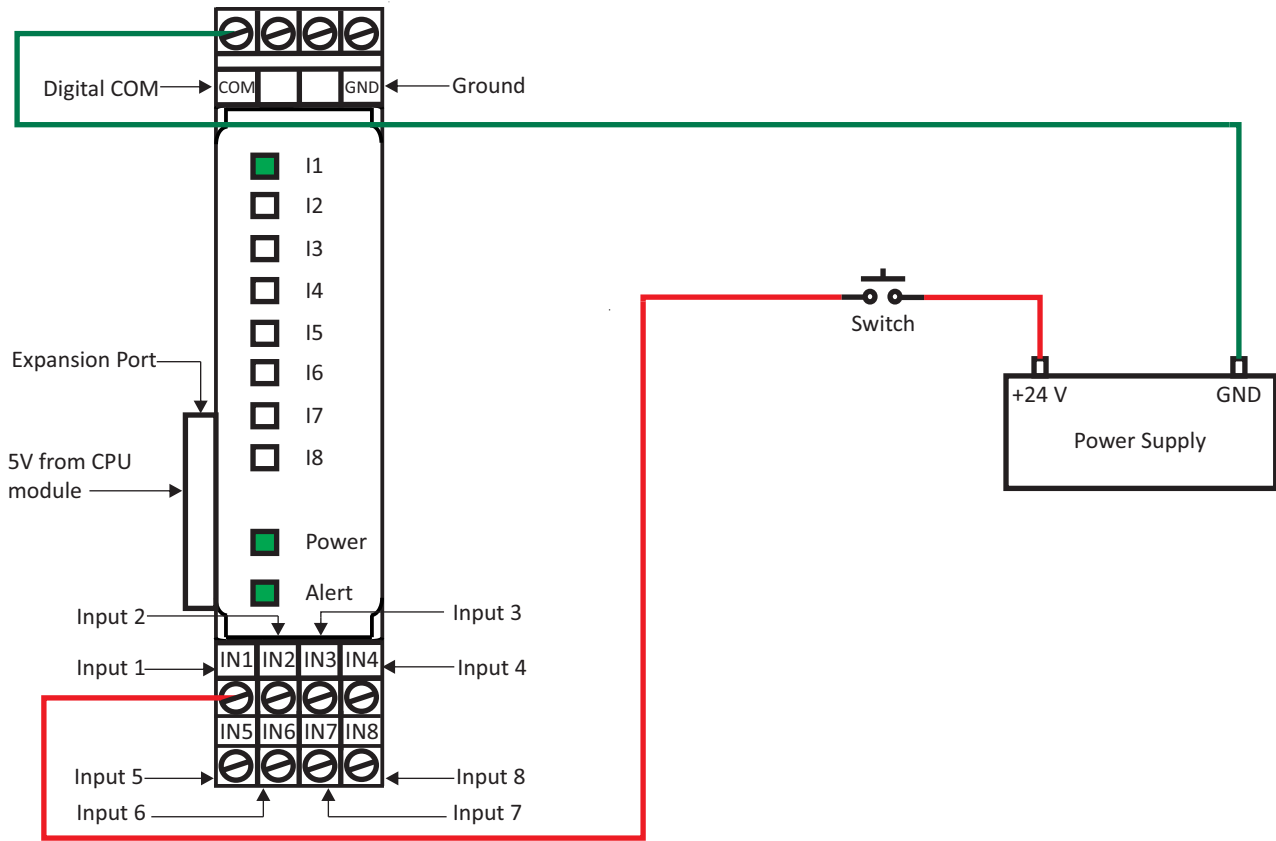 Digital COM
COM
GND
Ground
I1
I2
I3
I4
I5
I6
I7
I8
Switch
Expansion Port
+24 V
GND
Power Supply
5V from CPU
module
Power
Alert
Input 2
Input 3
Input 1
IN1 IN2 IN3 IN4
Input 4
IN5 IN6 IN7 IN8
Input 5
Input 8
Input 6
Input 7